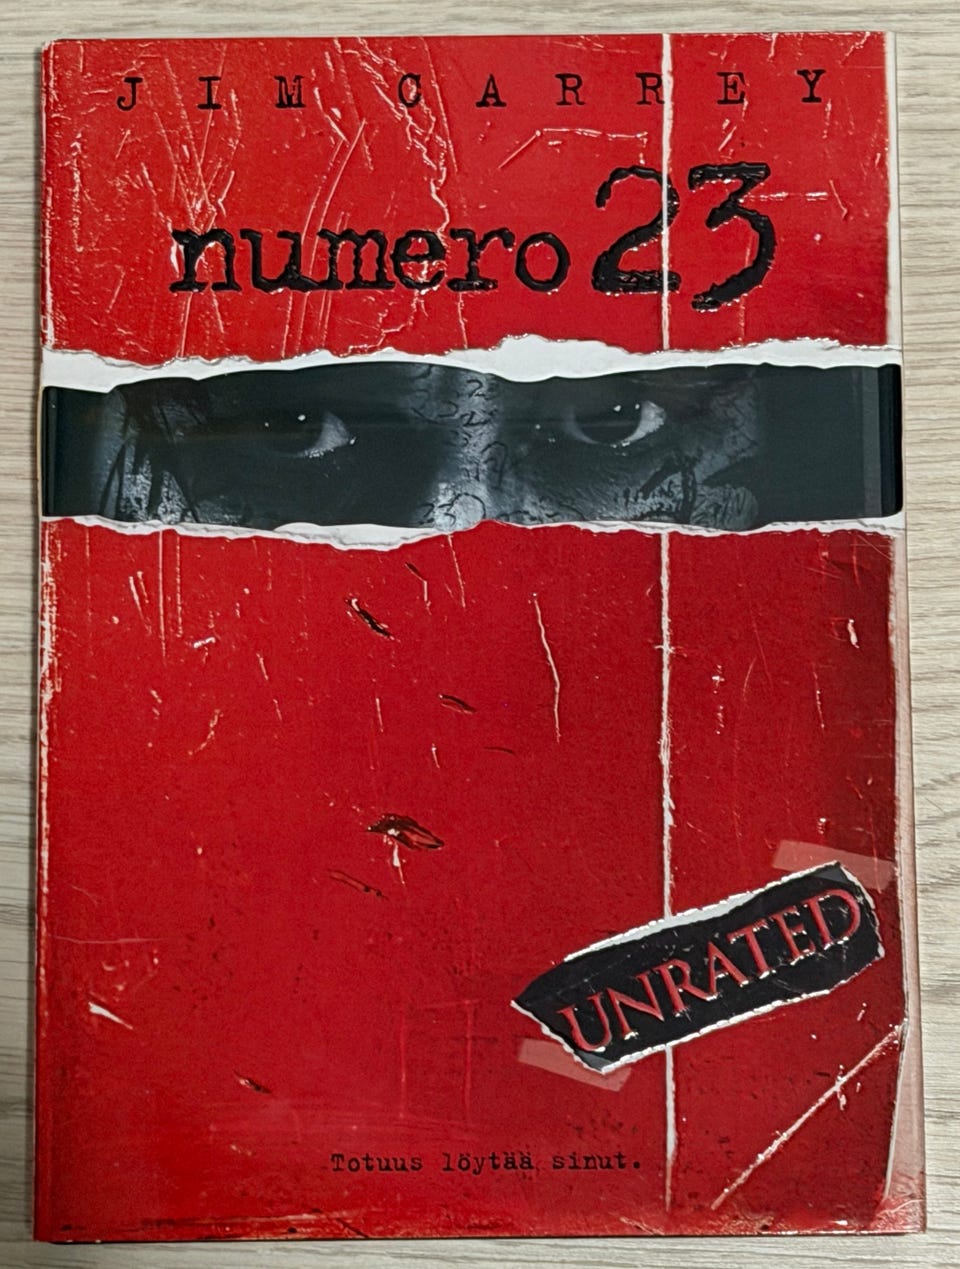 JIM CARREY
numero 23
UNRATED
Totuus löytää sinut.